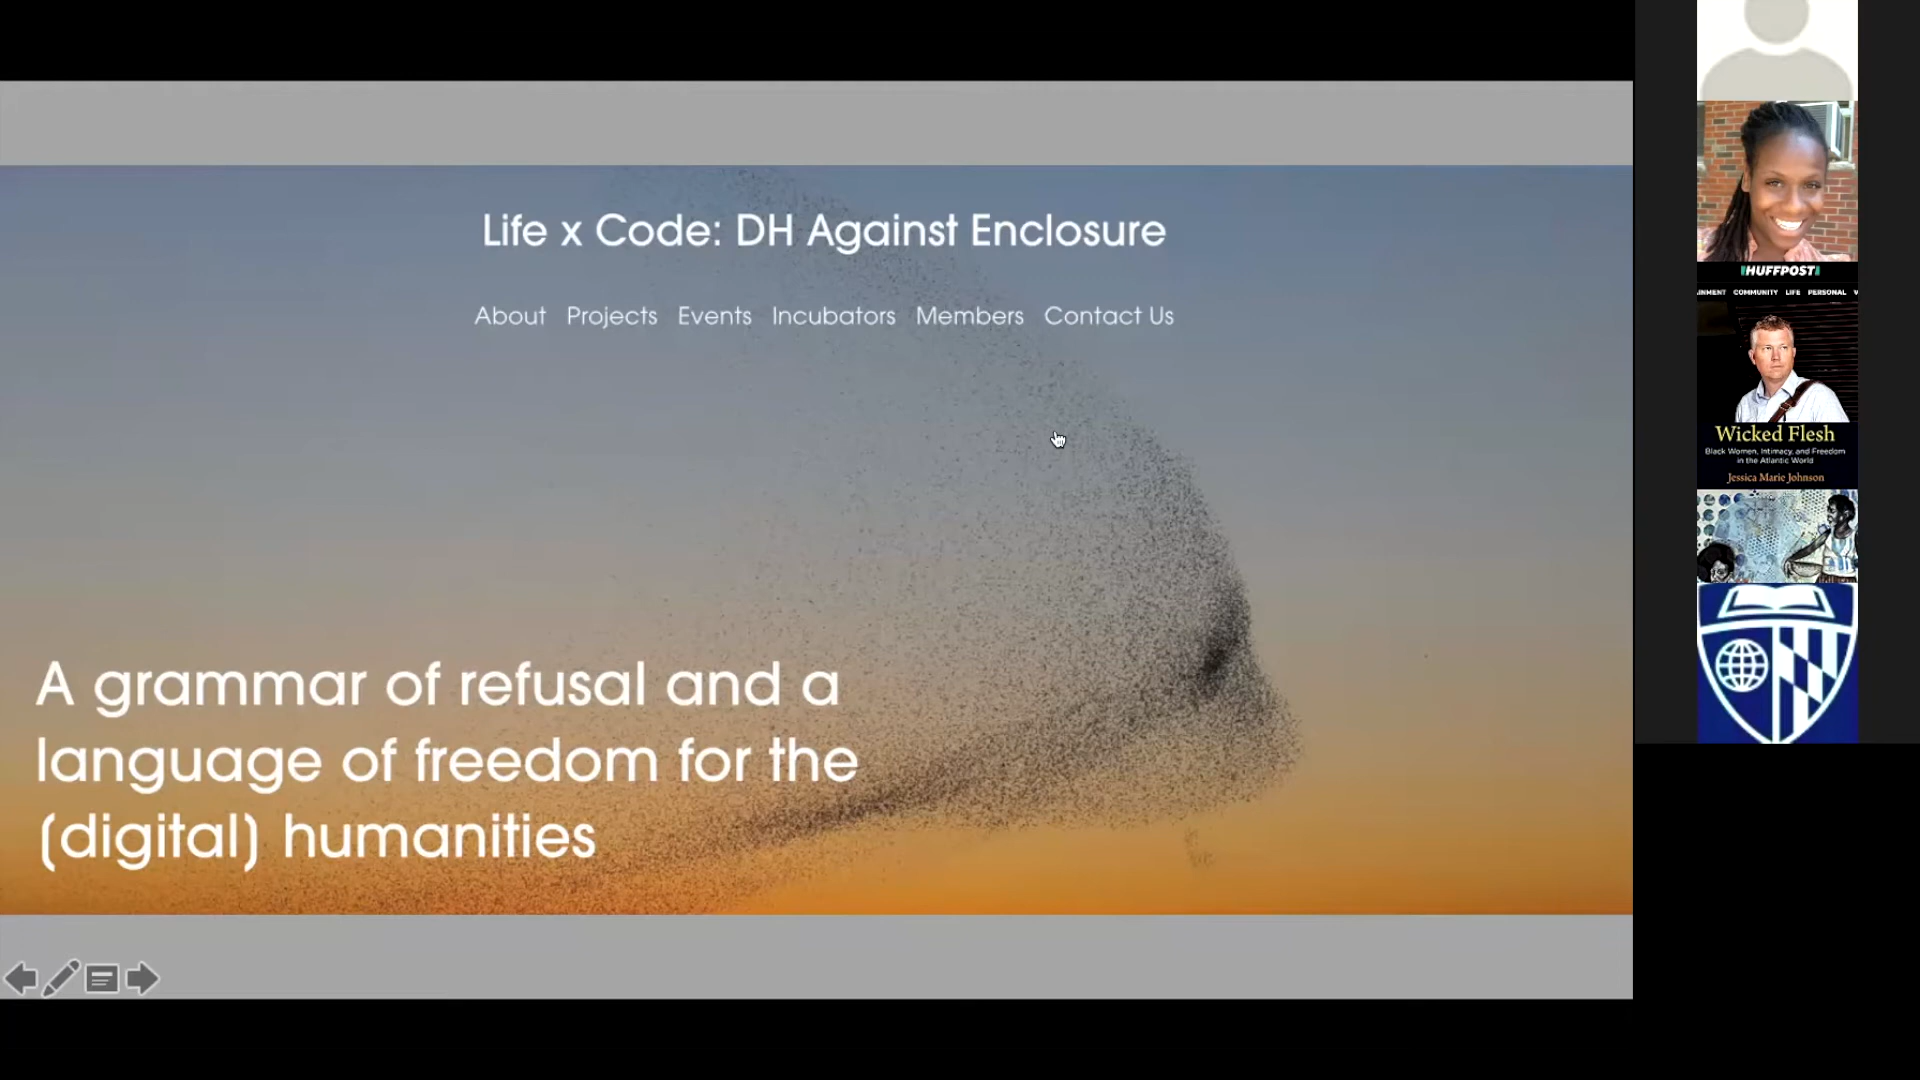 Life x Code: DH Against Enclosure
About Projects Events Incubators Members Contact Us
A grammar of refusal and a
language of freedom for the
(digital) humanities
HUFFPOST
COMMUNITY LIFE PERSONAL
Wicked Flesh
Black Women, Intimacy, and Freedom
in the Atlantic World
Jessica Marie Johnson